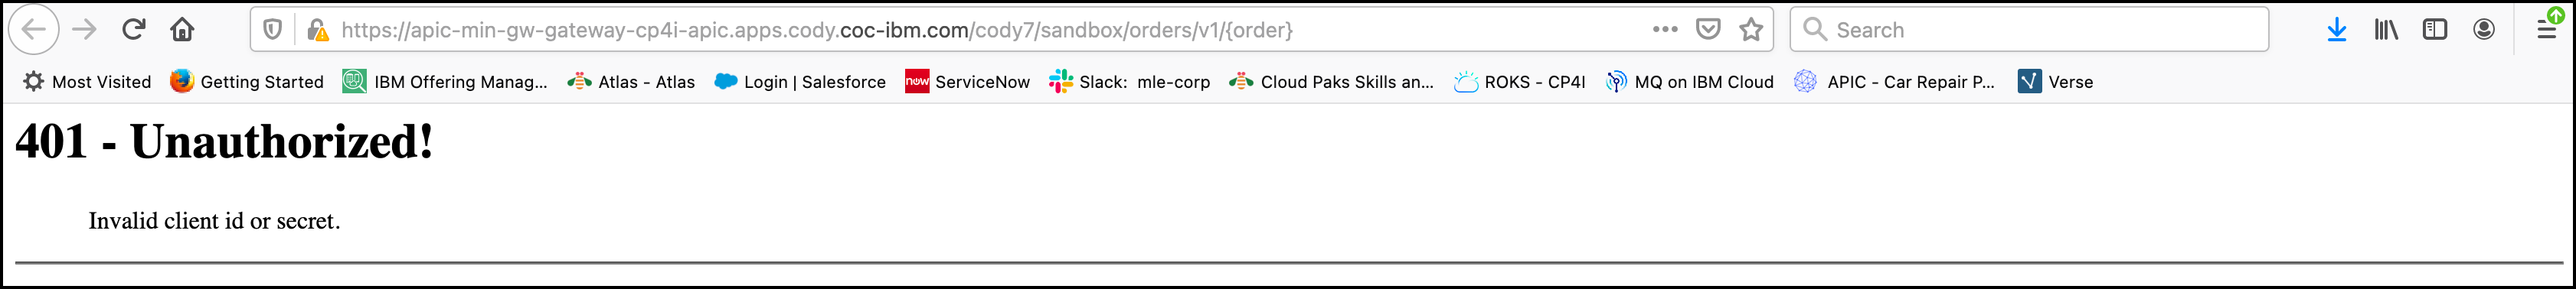 https://apic-min-gw-gateway-cp4i-apic.apps.cody.coc-ibm.com/cody7/sandbox/orders/v1/{order} Search
Most Visited Getting Started IBM Offering Manag... Atlas - Atlas Login | Salesforce now ServiceNow Slack: mle-corp Cloud Paks Skills an... ROKS - CP4I MQ on IBM Cloud APIC - Car Repair P... Verse
401 - Unauthorized!
Invalid client id or secret.